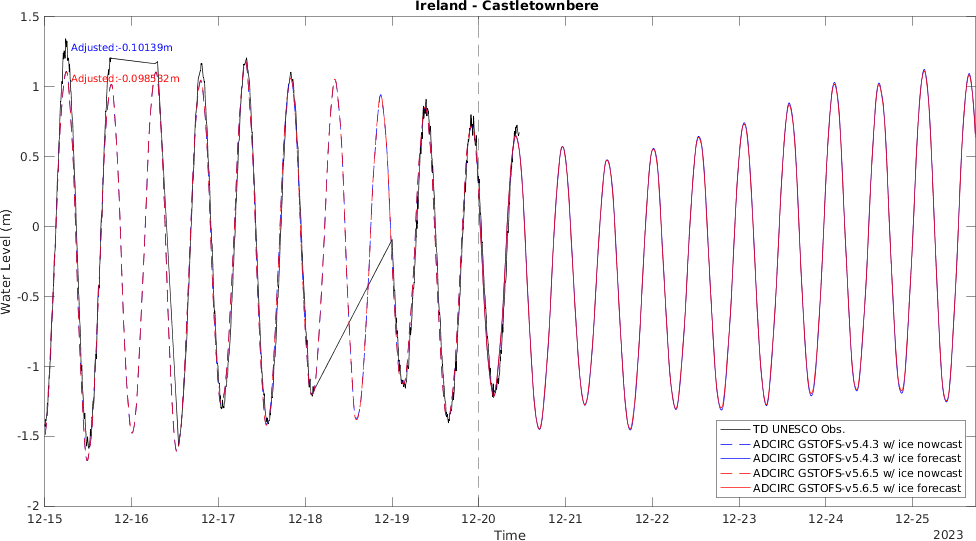 Ireland - Castletownbere
1.5
1
0.5
0
-0.5
-1
-1.5
-2
Water Level (m)
Adjusted:-0.10139m
Adjusted:-0.098532m
TD UNESCO Obs.
ADCIRC GSTOFS-v5.4.3 w/ ice nowcast
ADCIRC GSTOFS-v5.4.3 w/ ice forecast
ADCIRC GSTOFS-v5.6.5 w/ ice nowcast
ADCIRC GSTOFS-v5.6.5 w/ ice forecast
12-15 12-16 12-17 12-18 12-19 12-20 12-21 12-22 12-23 12-24 12-25
Time
2023